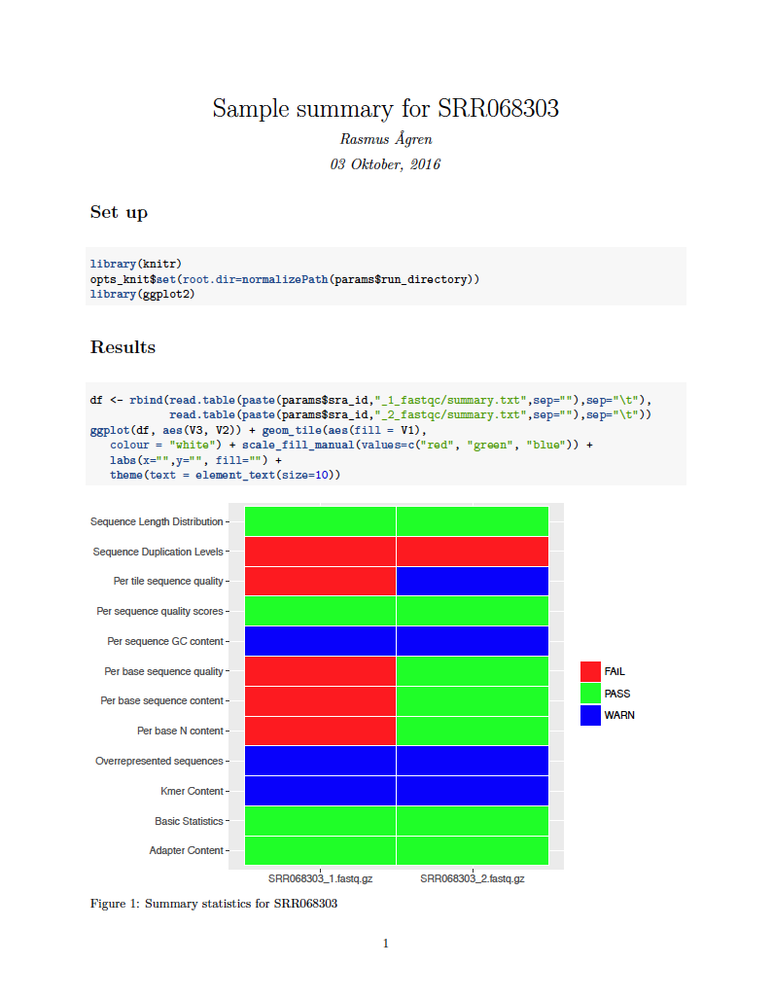 Sample summary for SRR068303
Rasmus Ågren
03 Oktober, 2016
Set up
library(knitr)
opts_knit$set(root.dir=normalizePath(params$run_directory))
library(ggplot2)
Results
df <- rbind(read.table(paste(params$sra_id,"_1_fastqc/summary.txt",sep=""),sep="\t"),
            read.table(paste(params$sra_id,"_2_fastqc/summary.txt",sep=""),sep="\t"))
ggplot(df, aes(V3, V2)) + geom_tile(aes(fill = V1),
   colour = "white") + scale_fill_manual(values=c("red", "green", "blue")) +
   labs(x="",y="", fill="") +
   theme(text = element_text(size=10))
Sequence Length Distribution
Sequence Duplication Levels
Per tile sequence quality
Per sequence quality scores
Per sequence GC content
Per base sequence quality
Per base sequence content
Per base N content
Overrepresented sequences
Kmer Content
Basic Statistics
Adapter Content
SRR068303_1.fastq.gz SRR068303_2.fastq.gz
FAIL
PASS
WARN
Figure 1: Summary statistics for SRR068303
1